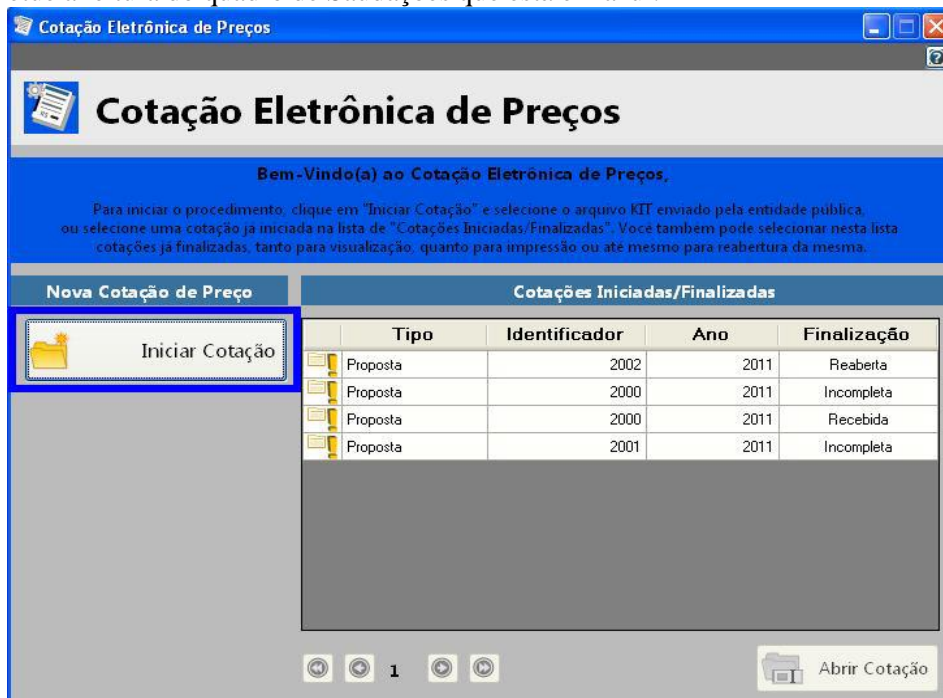 Cotação Eletrônica de Preços
Cotação Eletrônica de Preços
Bem-Vindo(a) ao Cotação Eletrônica de Preços,
Para iniciar o procedimento, clique em "Iniciar Cotação" e selecione o arquivo KIT enviado pela entidade pública,
ou selecione uma cotação já iniciada na lista de "Cotações Iniciadas/Finalizadas". Você também pode selecionar nesta lista
cotações já finalizadas, tanto para visualização, quanto para impressão ou até mesmo para reabertura da mesma.
Nova Cotação de Preço
Cotações Iniciadas/Finalizadas
Iniciar Cotação
Tipo Identificador Ano Finalização
Proposta 2002 2011 Reaberta
Proposta 2000 2011 Incompleta
Proposta 2000 2011 Recebida
Proposta 2001 2011 Incompleta
1
Abrir Cotação